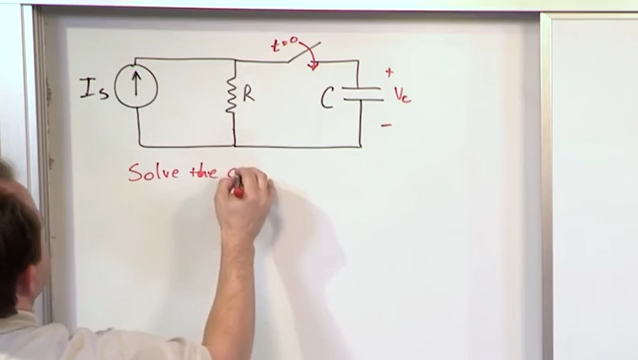 t=0
Is
R
C
+
Vc
-
Solve the